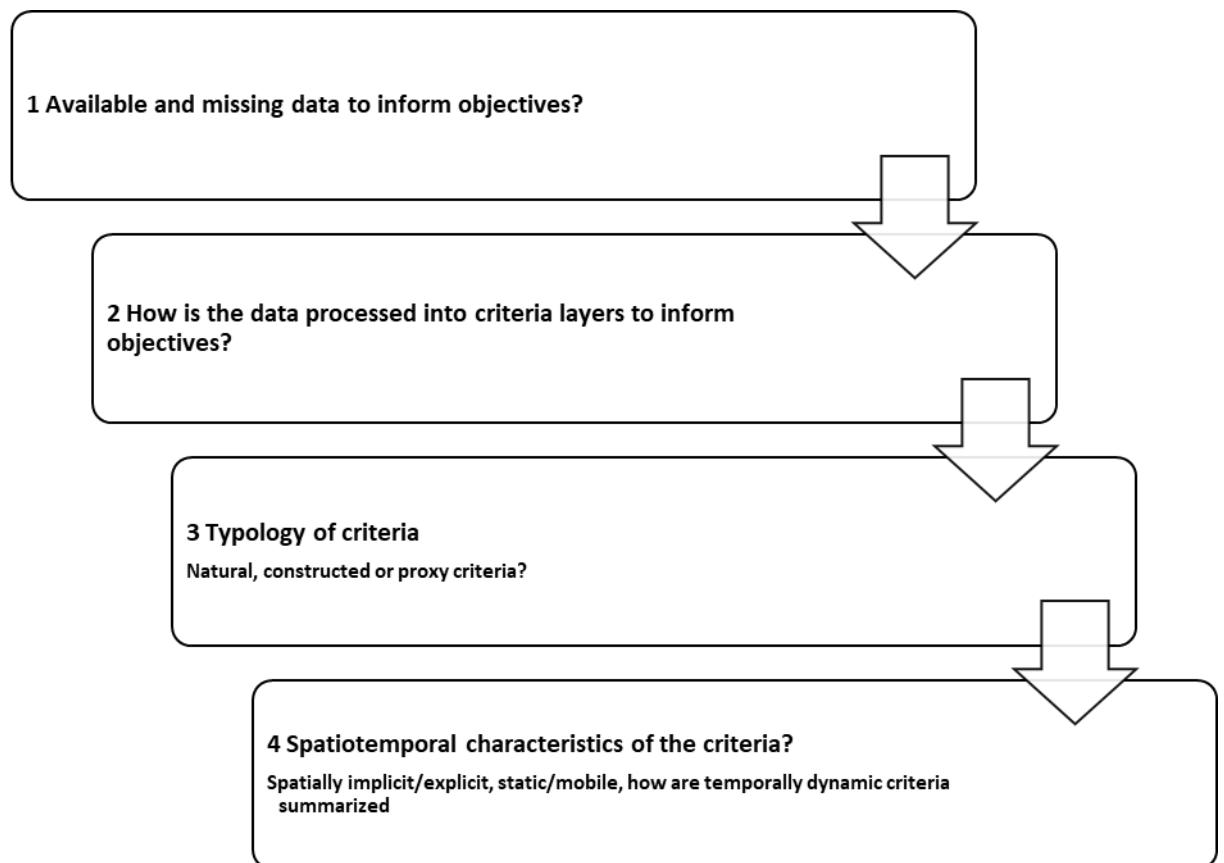 1 Available and missing data to inform objectives?
2 How is the data processed into criteria layers to inform
objectives?
3 Typology of criteria
Natural, constructed or proxy criteria?
4 Spatiotemporal characteristics of the criteria?
Spatially implicit/explicit, static/mobile, how are temporally dynamic criteria
summarized